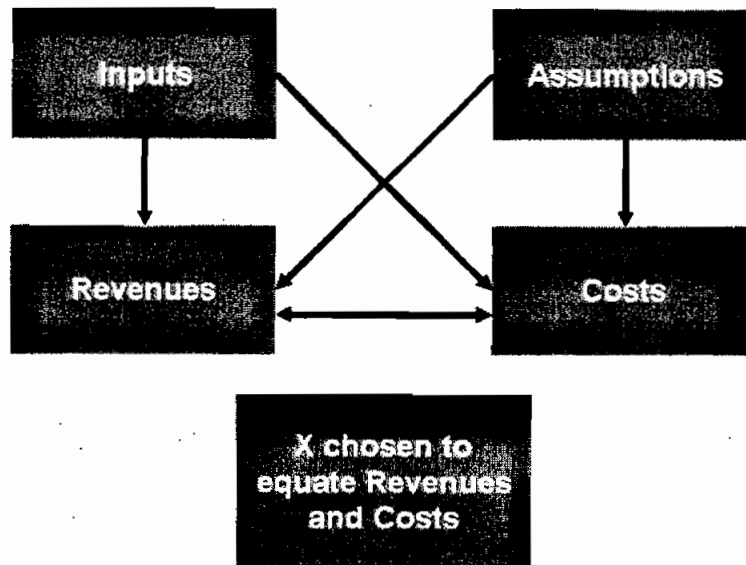 Inputs
Assumptions
Revenues
Costs
X chosen to
equate Revenues
and Costs